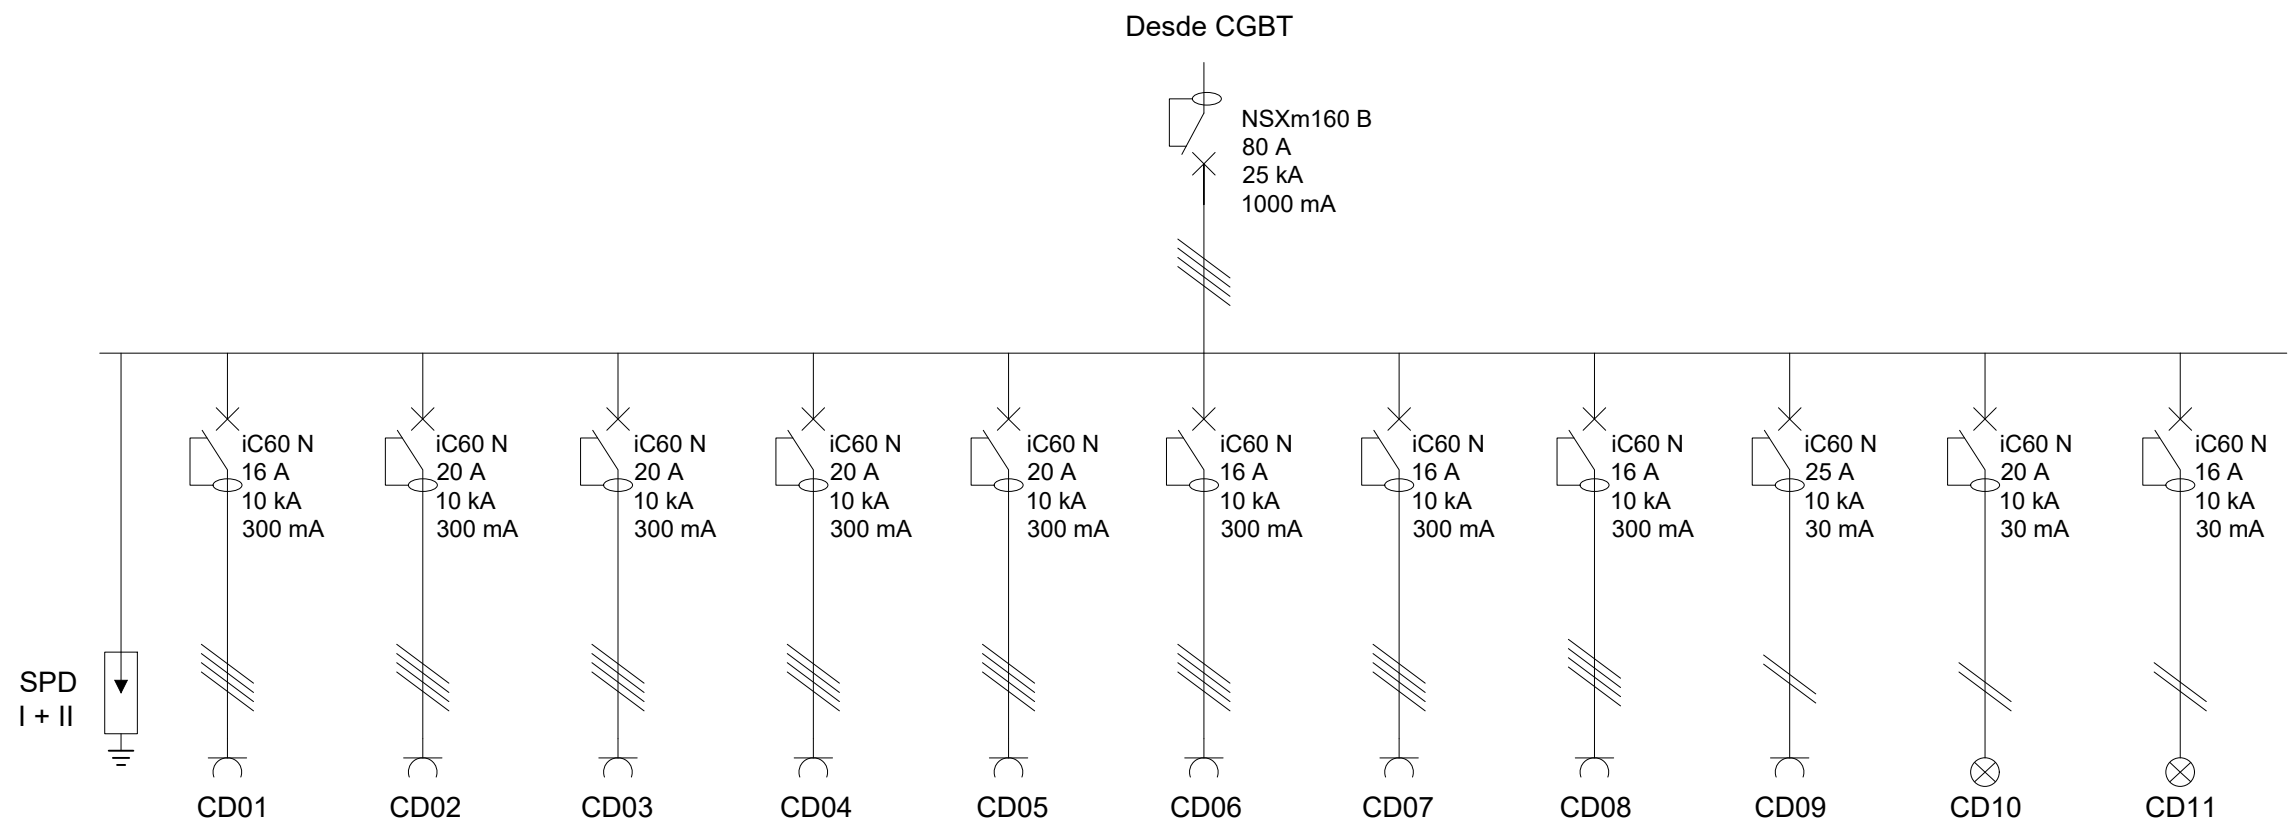 Desde CGBT
NSXm160 B
80 A
25 kA
1000 mA
iC60 N
16 A
10 kA
300 mA
iC60 N
20 A
10 kA
300 mA
iC60 N
20 A
10 kA
300 mA
iC60 N
20 A
10 kA
300 mA
iC60 N
20 A
10 kA
300 mA
iC60 N
16 A
10 kA
300 mA
iC60 N
16 A
10 kA
300 mA
iC60 N
16 A
10 kA
300 mA
iC60 N
25 A
10 kA
30 mA
iC60 N
20 A
10 kA
30 mA
iC60 N
16 A
10 kA
30 mA
SPD
I + II
CD01
CD02
CD03
CD04
CD05
CD06
CD07
CD08
CD09
CD10
CD11